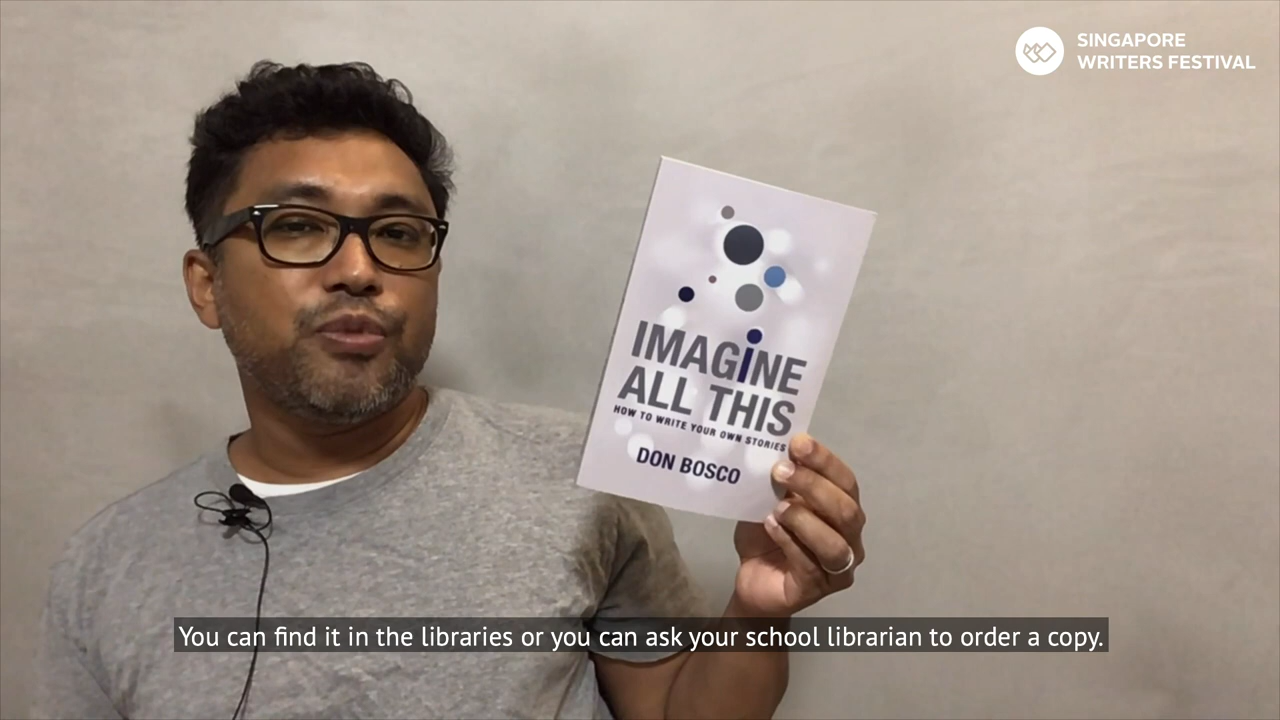 SINGAPORE
WRITERS FESTIVAL
IMAGiNE
ALL THIS
HOW TO WRITE YOUR OWN STORIES
DON BOSCO
You can find it in the libraries or you can ask your school librarian to order a copy.